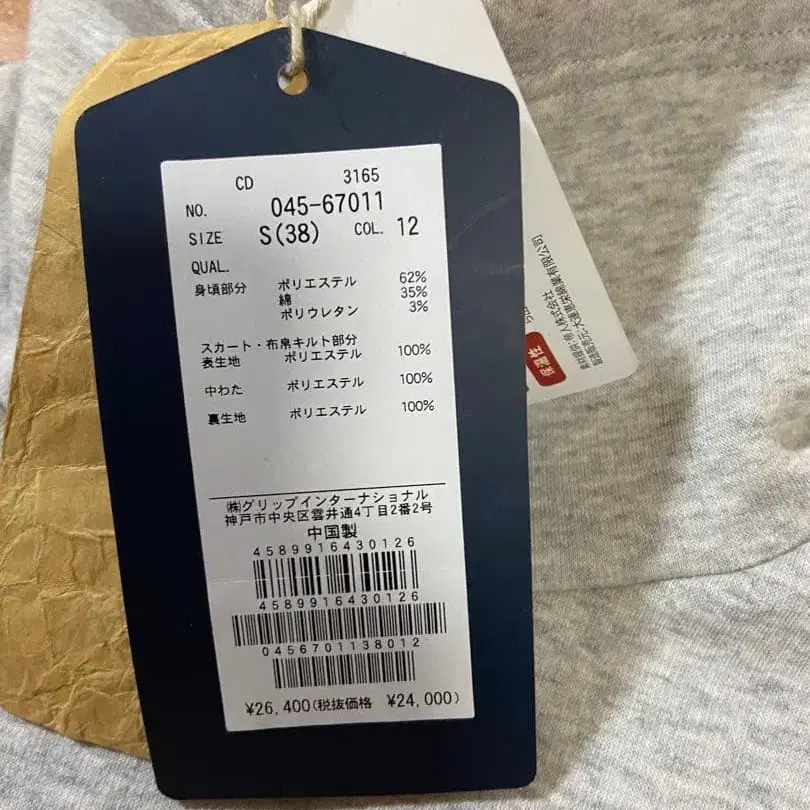 CD 3165
NO. 045-67011
SIZE S(38) COL. 12
QUAL.
身頃部分 ポリエステル 62%
綿 35%
ポリウレタン 3%
スカート・布帛キルト部分
表生地 ポリエステル 100%
中わた ポリエステル 100%
裏生地 ポリエステル 100%
㈱グリップインターナショナル
神戸市中央区雲井通4丁目2番2号
中国製
4589916430126
4589916430126
0456701138012
¥26,400(税抜価格 ¥24,000)
保温性